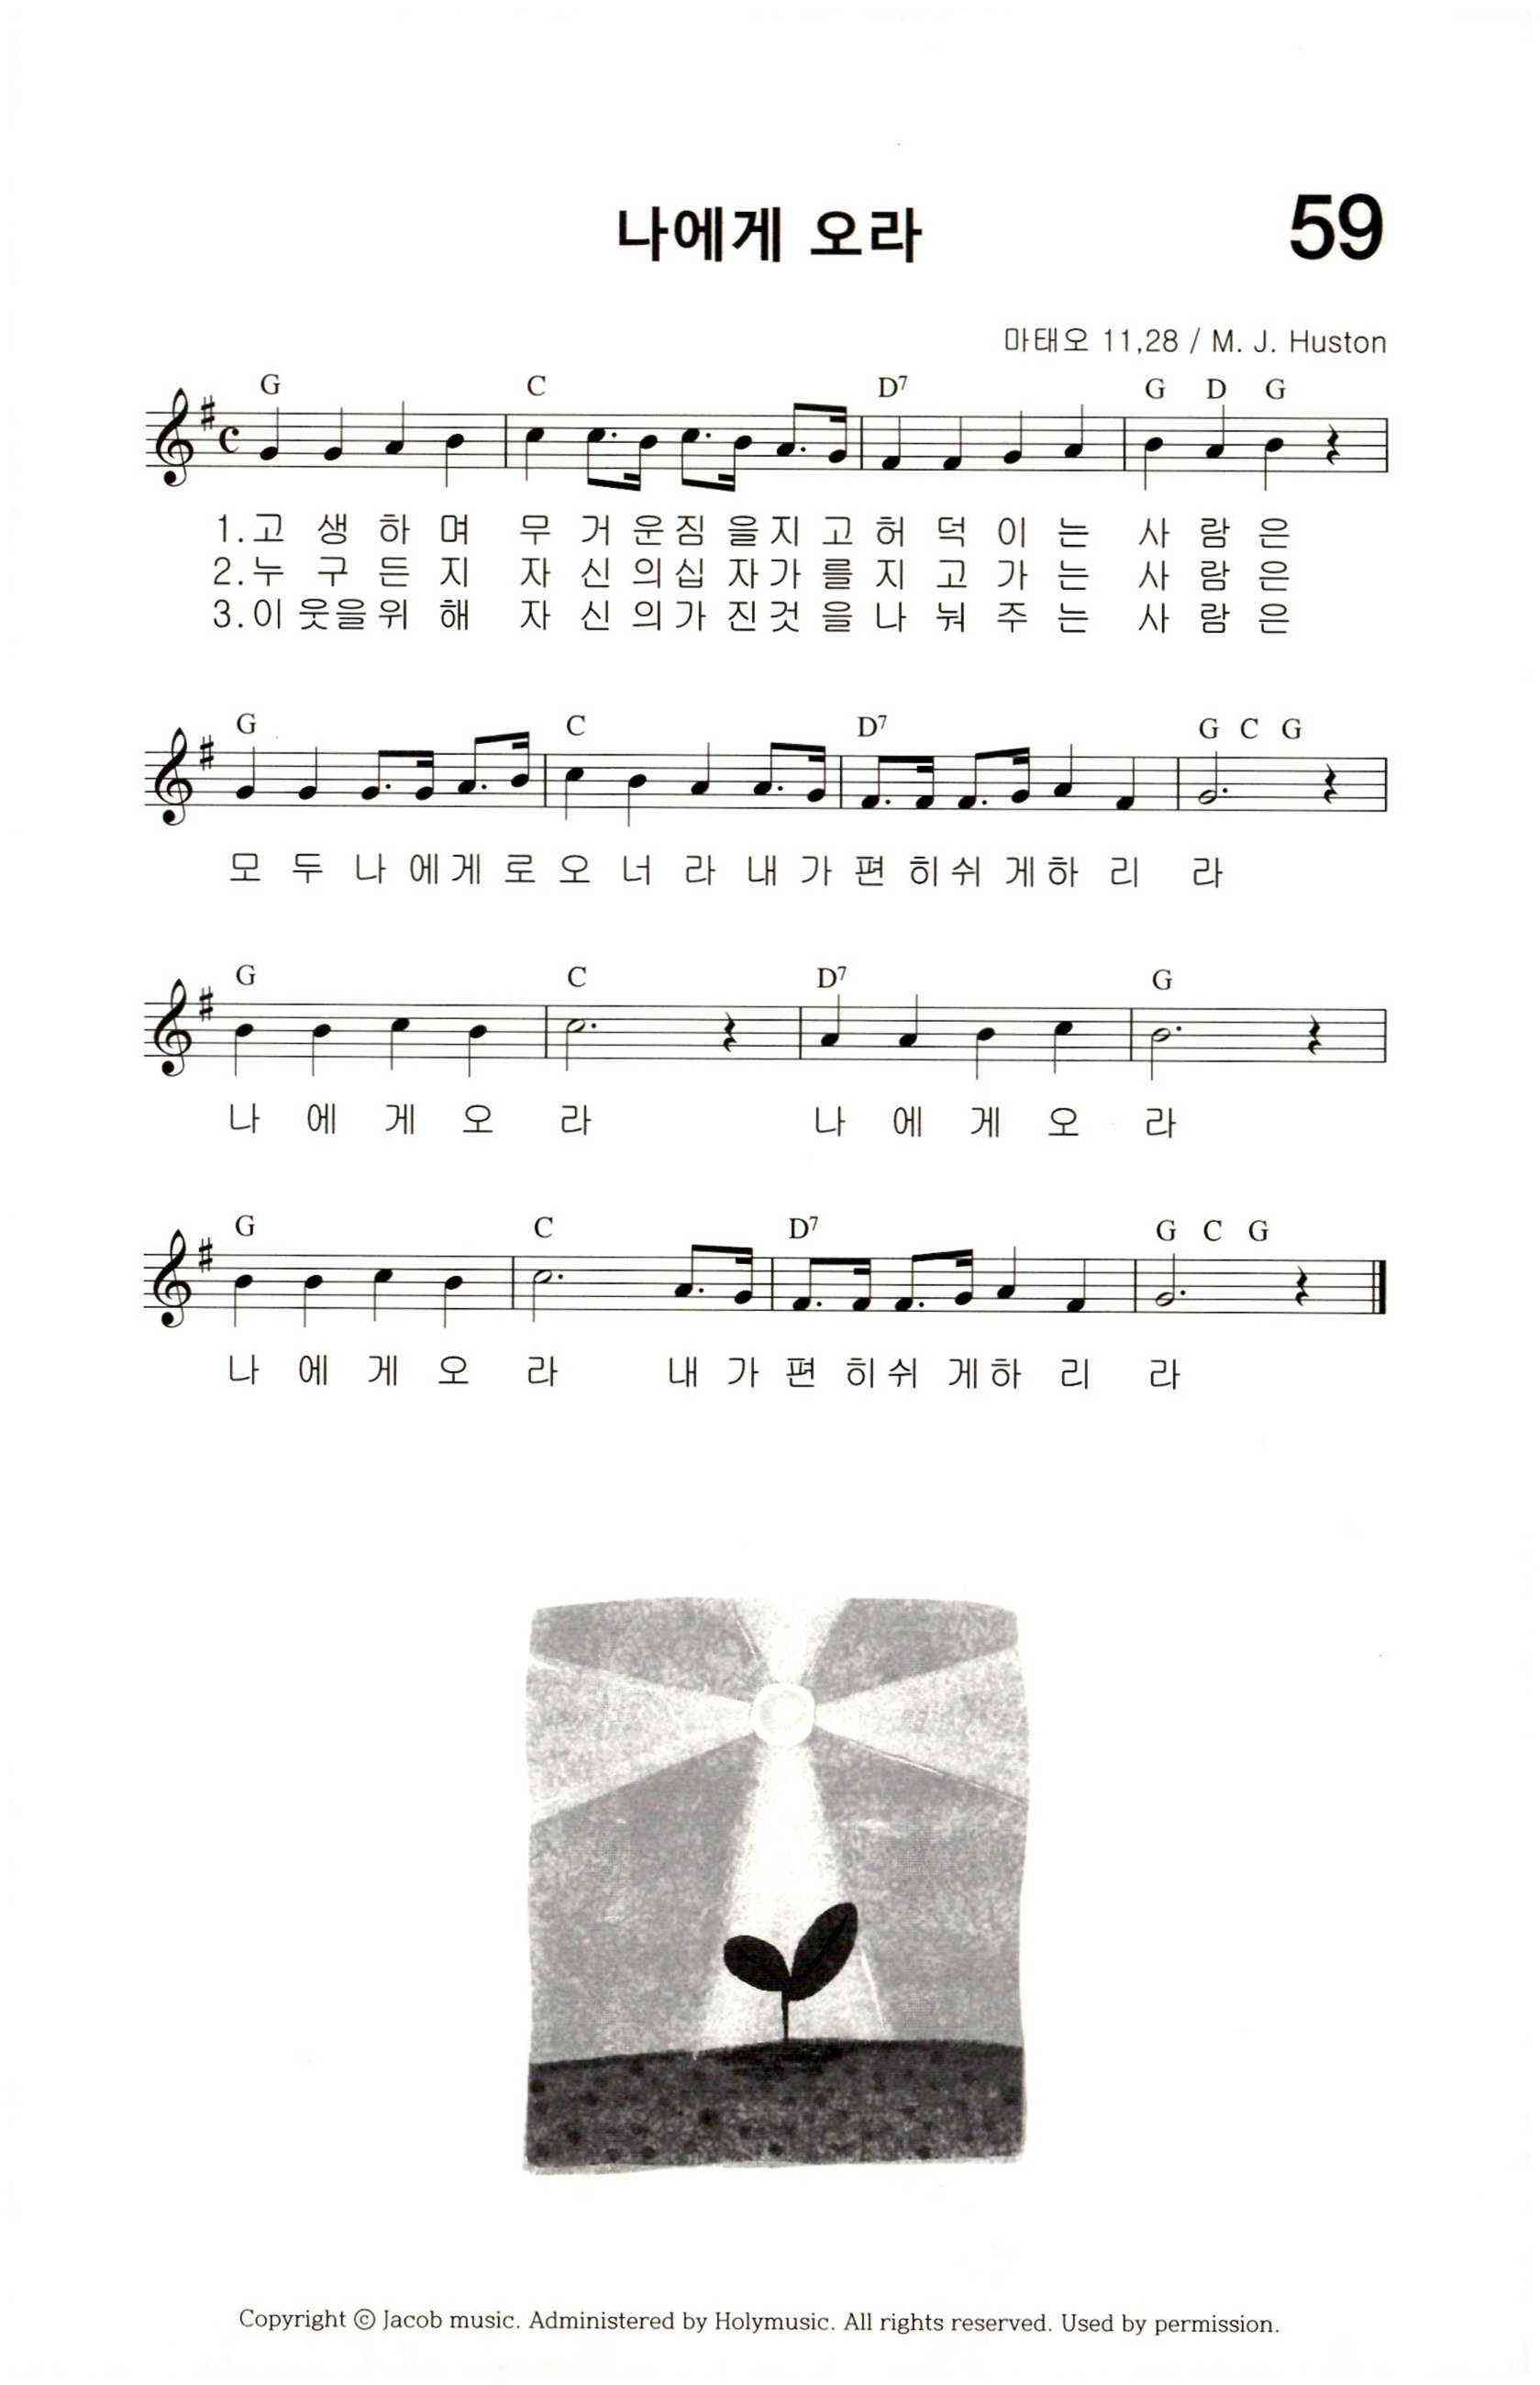 나에게 오라
59
마태오 11,28 / M. J. Huston
G C D7 G D G
1.고 생 하 며 무 거 운 짐 을 지 고 허 덕 이 는 사 람 은
2.누 구 든 지 자 신 의 십 자 가 를 지 고 가 는 사 람 은
3.이 웃을 위 해 자 신 의 가 진 것 을 나 눠 주 는 사 람 은
G C D7 G C G
모 두 나 에 게 로 오 너 라 내 가 편 히 쉬 게 하 리 라
G C D7 G
나 에 게 오 라 나 에 게 오 라
G C D7 G C G
나 에 게 오 라 내 가 편 히 쉬 게 하 리 라
Copyright ⓒ Jacob music. Administered by Holymusic. All rights reserved. Used by permission.